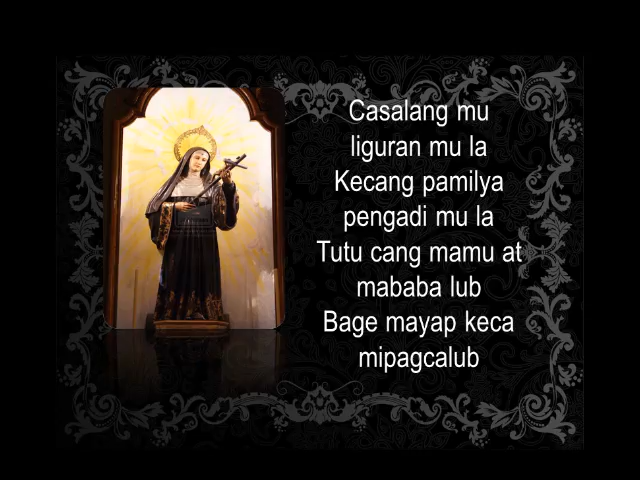 Casalang mu
liguran mu la
Kecang pamilya
pengadi mu la
Tutu cang mamu at
mababa lub
Bage mayap keca
mipagcalub